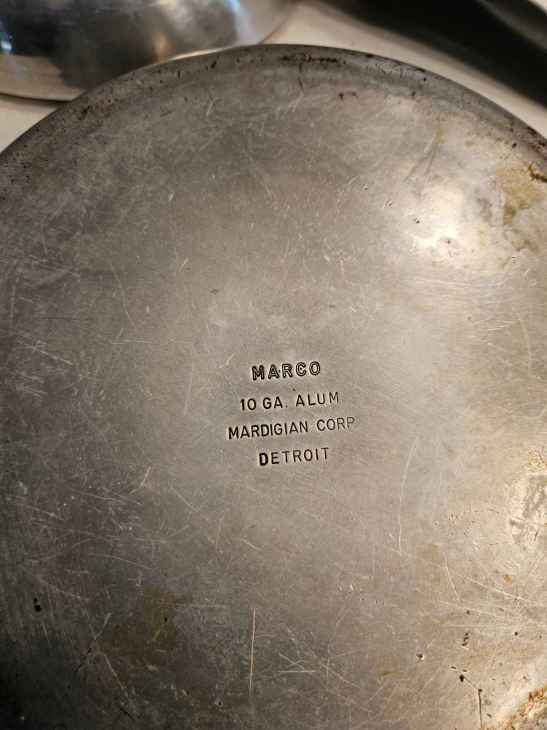 MARCO
10 GA. ALUM
MARDIGIAN CORP
DETROIT